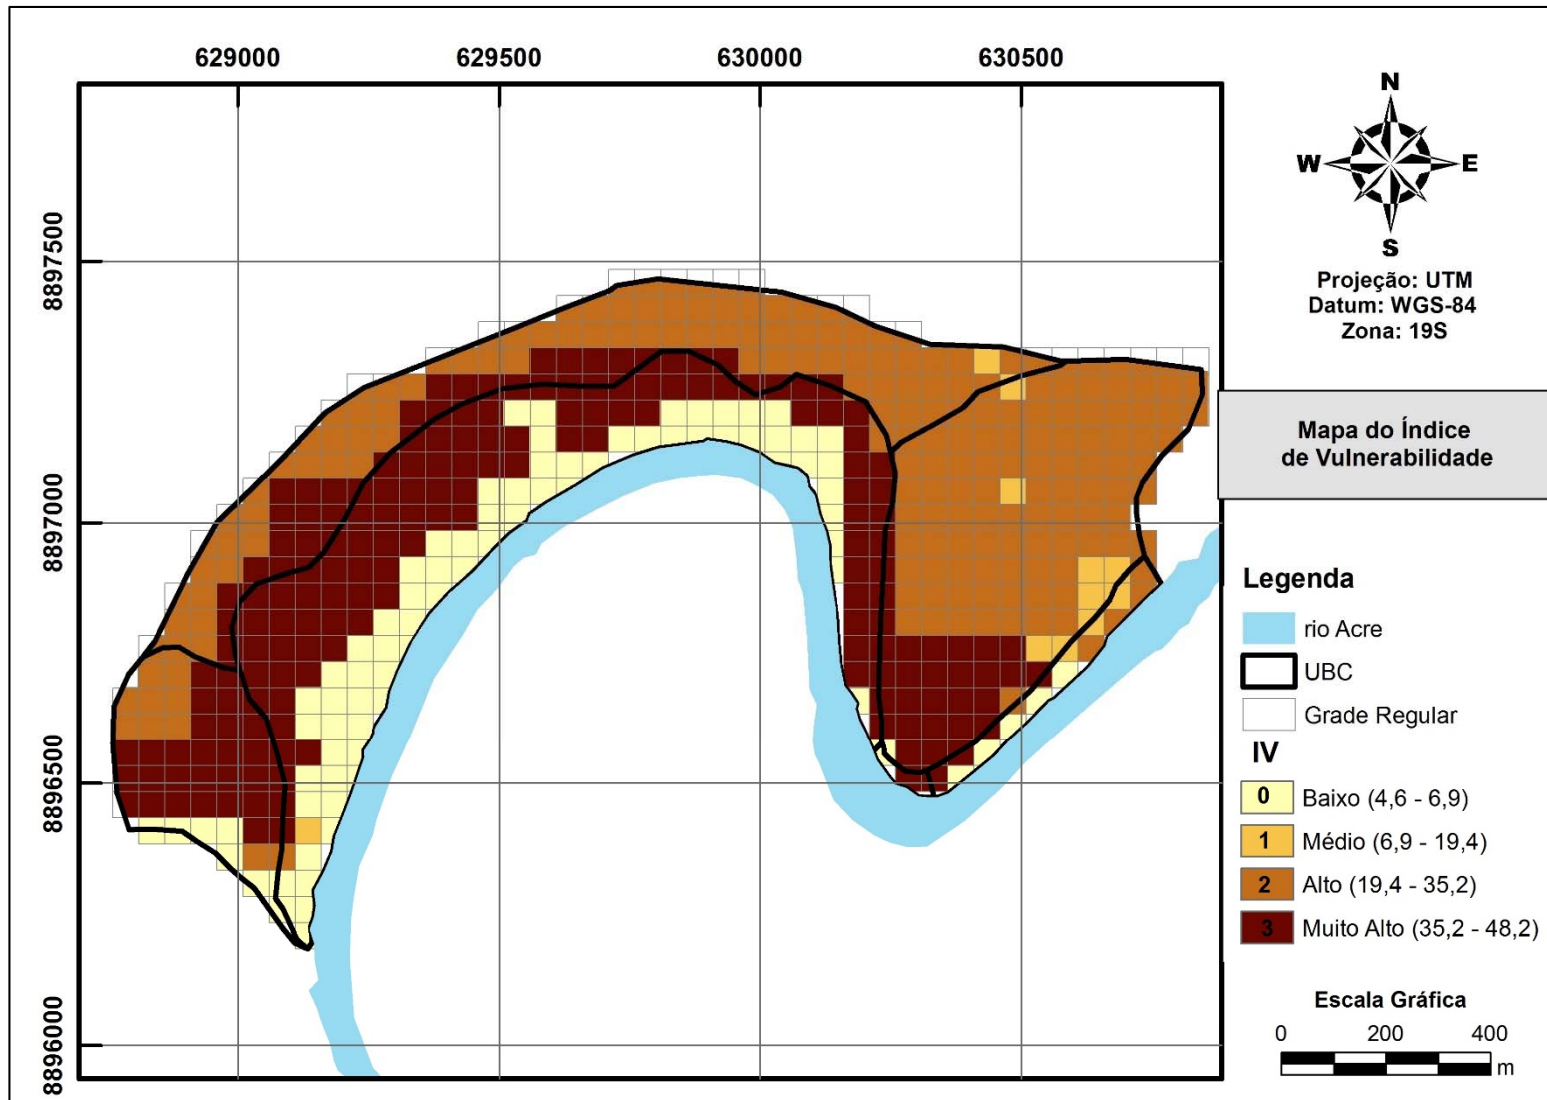 629000
629500
630000
630500
8897500
8897000
8896500
8896000
N
W
E
S
Projeção: UTM
Datum: WGS-84
Zona: 19S
Mapa do Índice
de Vulnerabilidade
Legenda
rio Acre
UBC
Grade Regular
IV
0 Baixo (4,6 - 6,9)
1 Médio (6,9 - 19,4)
2 Alto (19,4 - 35,2)
3 Muito Alto (35,2 - 48,2)
Escala Gráfica
0 200 400
m